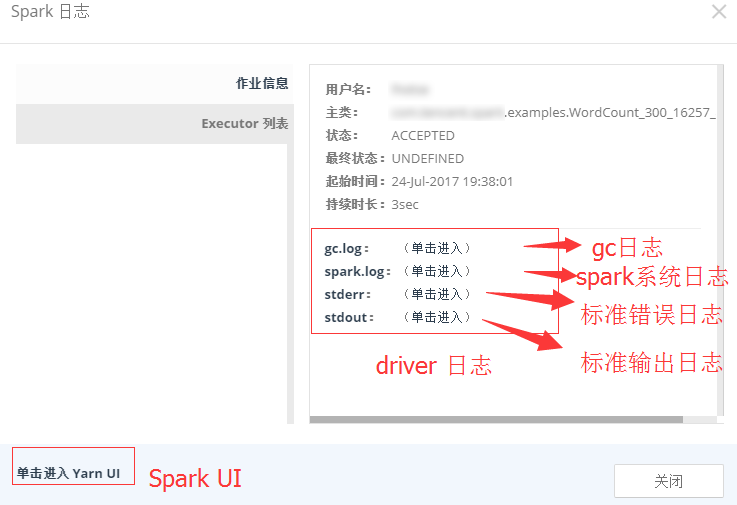 Spark 日志
作业信息
Executor 列表
用户名：
主类： .examples.WordCount_300_16257_
状态： ACCEPTED
最终状态：UNDEFINED
起始时间：24-Jul-2017 19:38:01
持续时长：3sec
gc.log： （单击进入） gc日志
spark.log：（单击进入） spark系统日志
stderr： （单击进入） 标准错误日志
stdout： （单击进入） 标准输出日志
driver 日志
单击进入 Yarn UI Spark UI
关闭